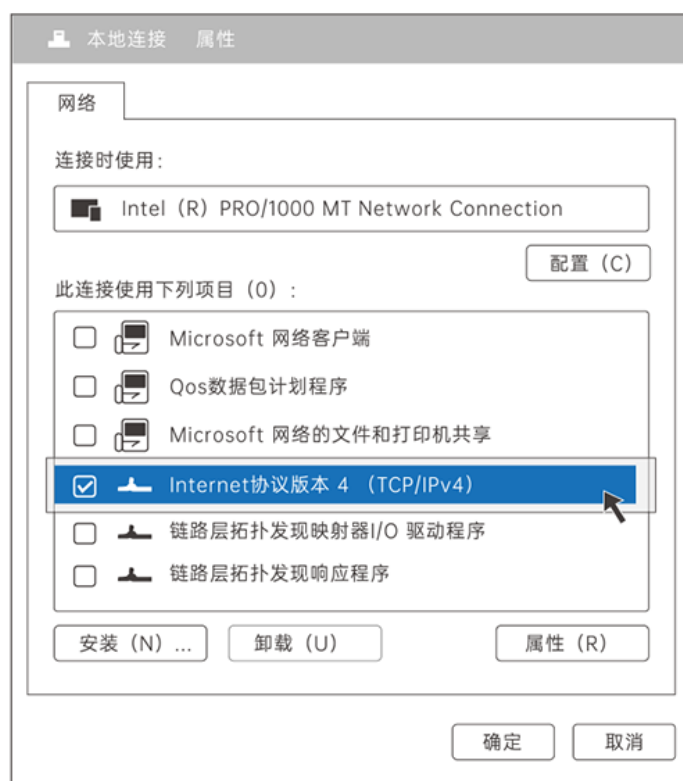 本地连接 属性
网络
连接时使用:
Intel（R）PRO/1000 MT Network Connection
配置（C）
此连接使用下列项目（0）:
Microsoft 网络客户端
Qos数据包计划程序
Microsoft 网络的文件和打印机共享
Internet协议版本 4 （TCP/IPv4）
链路层拓扑发现映射器I/O 驱动程序
链路层拓扑发现响应程序
安装（N）... 卸载（U） 属性（R）
确定 取消